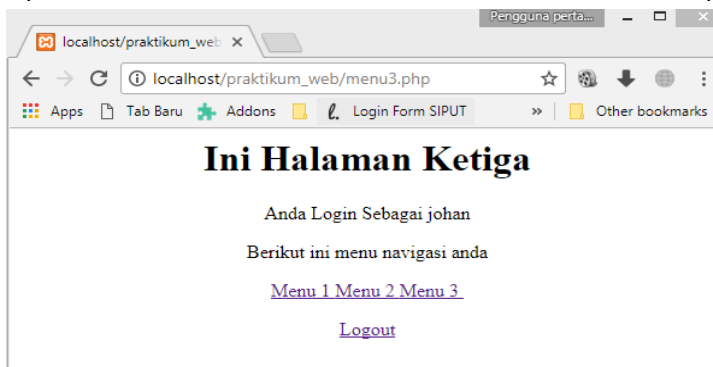 Pengguna perta...
localhost/praktikum_web
localhost/praktikum_web/menu3.php
Apps Tab Baru Addons Login Form SIPUT » Other bookmarks
Ini Halaman Ketiga
Anda Login Sebagai johan
Berikut ini menu navigasi anda
Menu 1 Menu 2 Menu 3
Logout